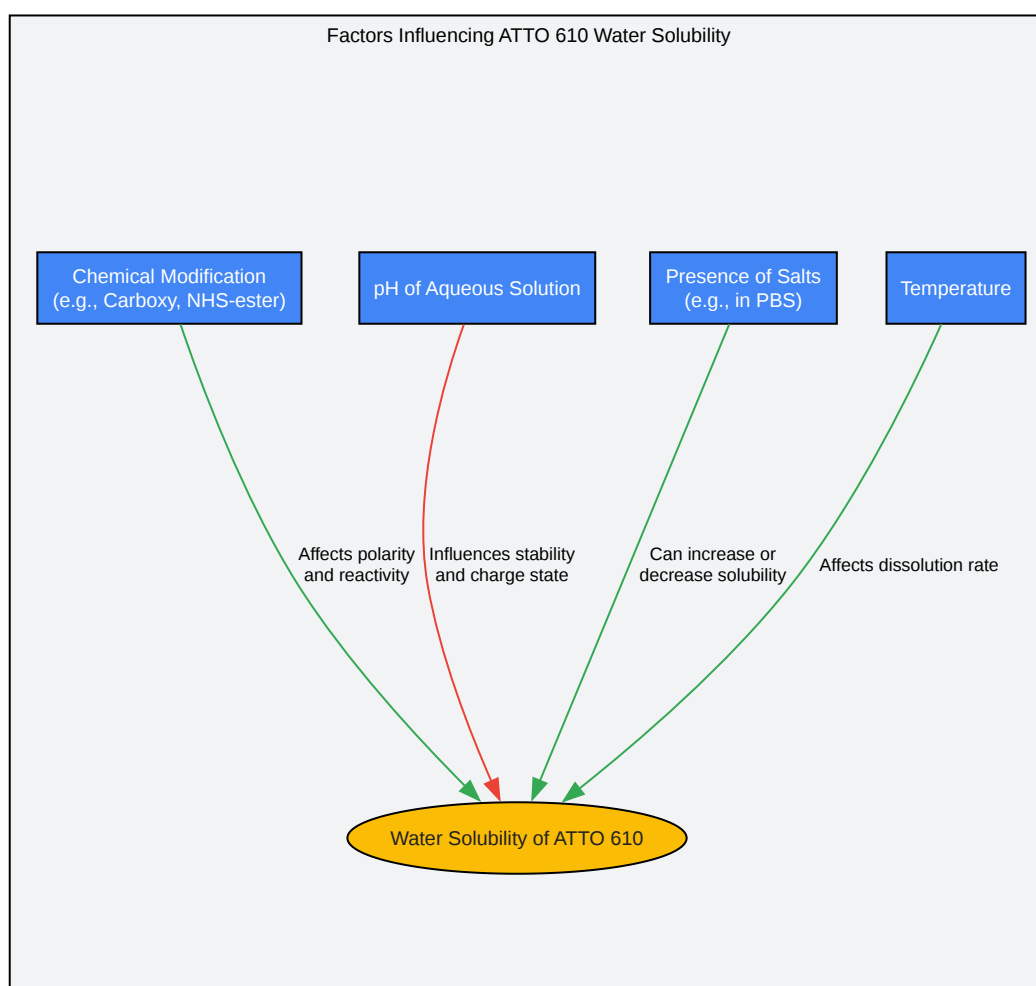 Factors Influencing ATTO 610 Water Solubility
Chemical Modification
(e.g., Carboxy, NHS-ester)
pH of Aqueous Solution
Presence of Salts
(e.g., in PBS)
Temperature
Affects polarity
and reactivity
Influences stability
and charge state
Can increase or
decrease solubility
Affects dissolution rate
Water Solubility of ATTO 610